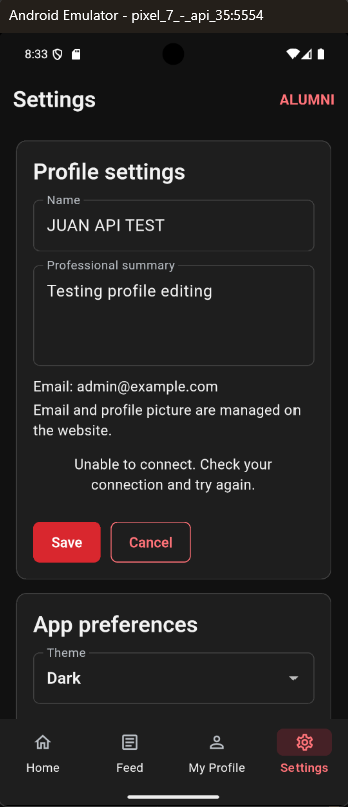 Android Emulator - pixel_7_-_api_35:5554
8:33
Settings
ALUMNI
Profile settings
Name
JUAN API TEST
Professional summary
Testing profile editing
Email: admin@example.com
Email and profile picture are managed on
the website.
Unable to connect. Check your
connection and try again.
Save
Cancel
App preferences
Theme
Dark
Home
Feed
My Profile
Settings